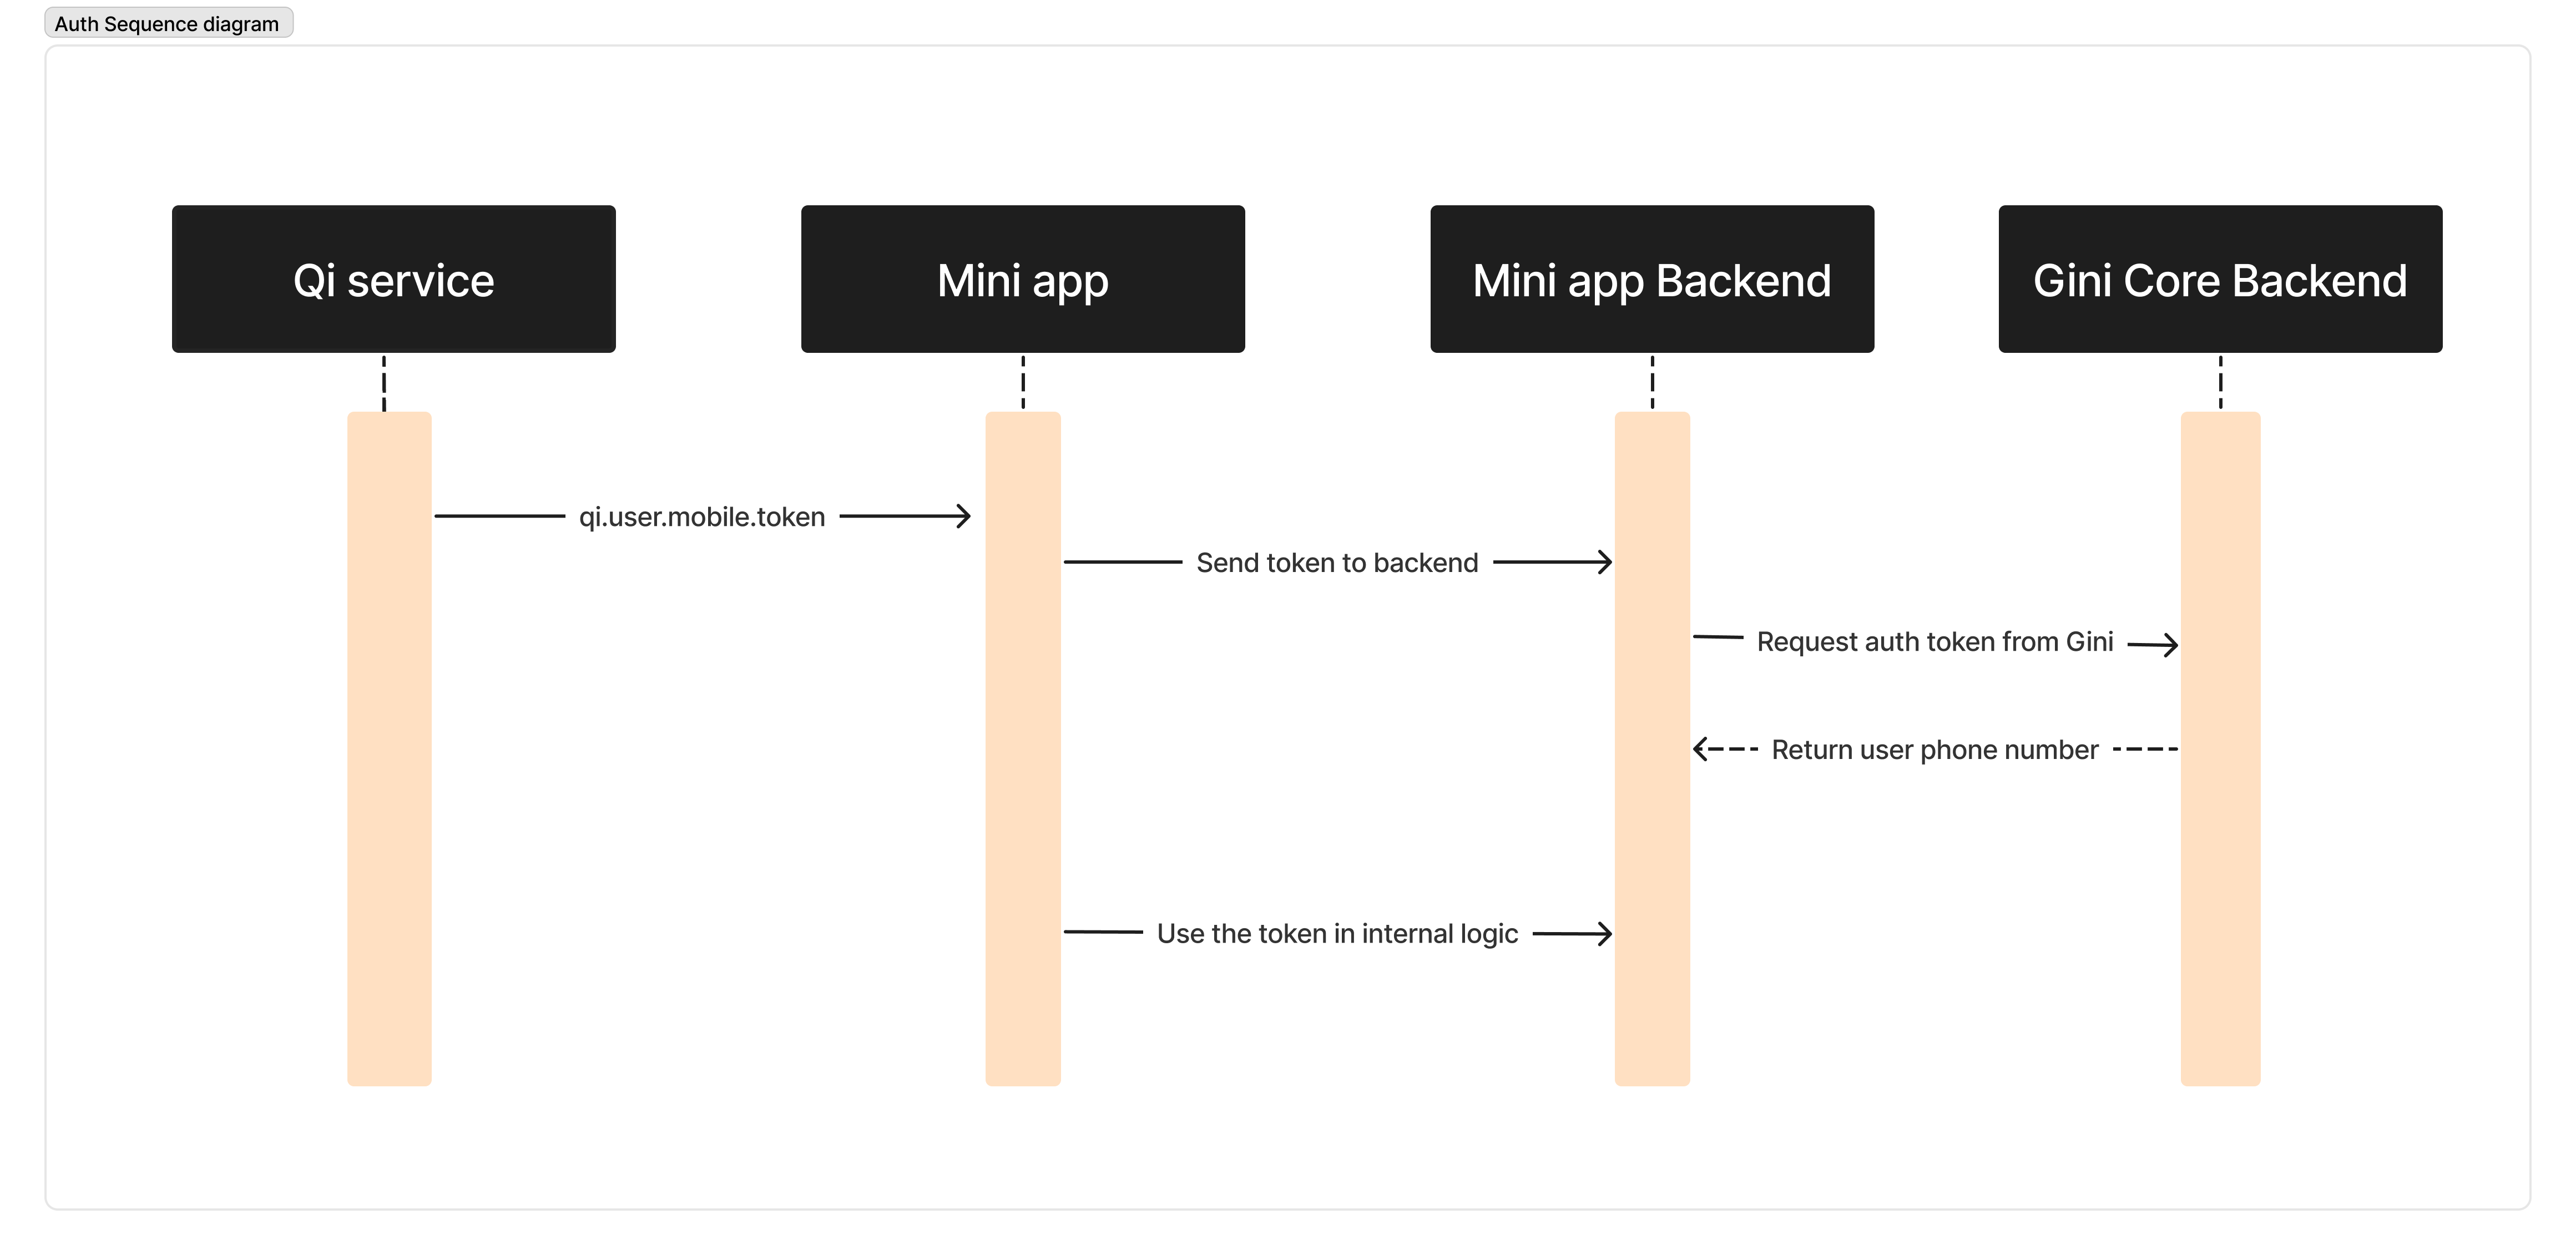 Auth Sequence diagram
Qi service
Mini app
Mini app Backend
Gini Core Backend
qi.user.mobile.token
Send token to backend
Request auth token from Gini
Return user phone number
Use the token in internal logic